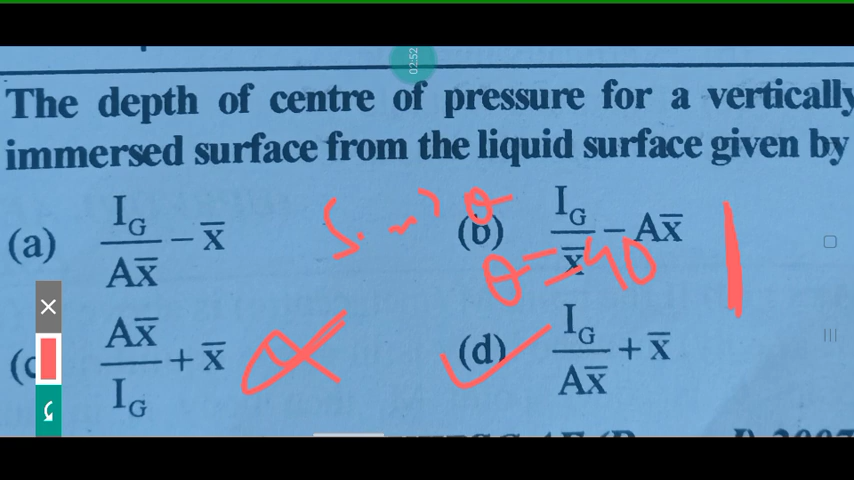 02:52
The depth of centre of pressure for a vertically
immersed surface from the liquid surface given by
(a) I_G / Ax̄ − x̄
(b) I_G / x̄ − Ax̄
(c) Ax̄ / I_G + x̄
(d) I_G / Ax̄ + x̄
θ
θ = 90